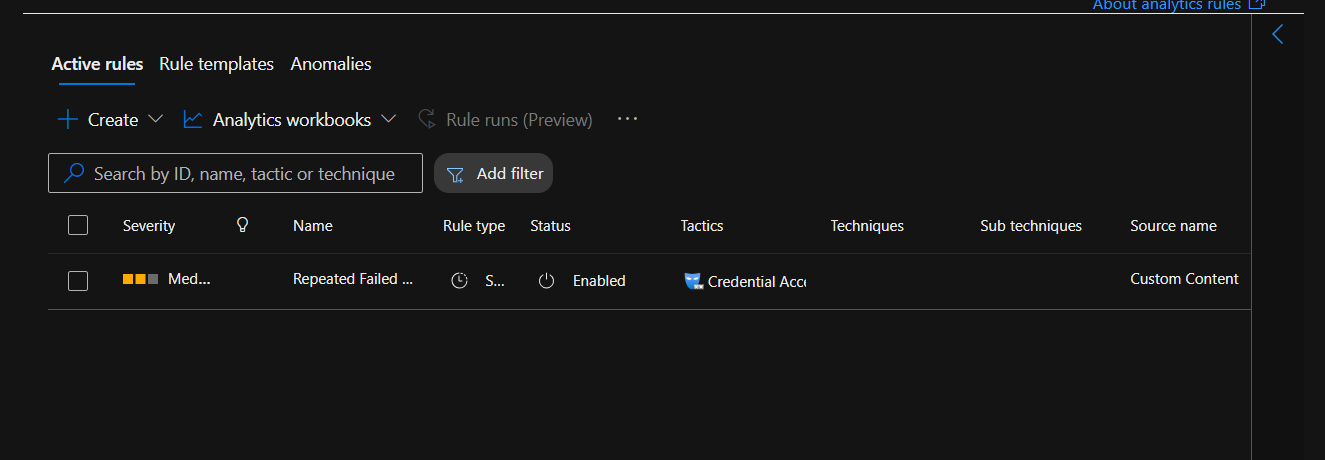 About analytics rules
Active rules Rule templates Anomalies
Create Analytics workbooks Rule runs (Preview) ...
Search by ID, name, tactic or technique Add filter
Severity Name Rule type Status Tactics Techniques Sub techniques Source name
Med... Repeated Failed ... S... Enabled Credential Acce Custom Content